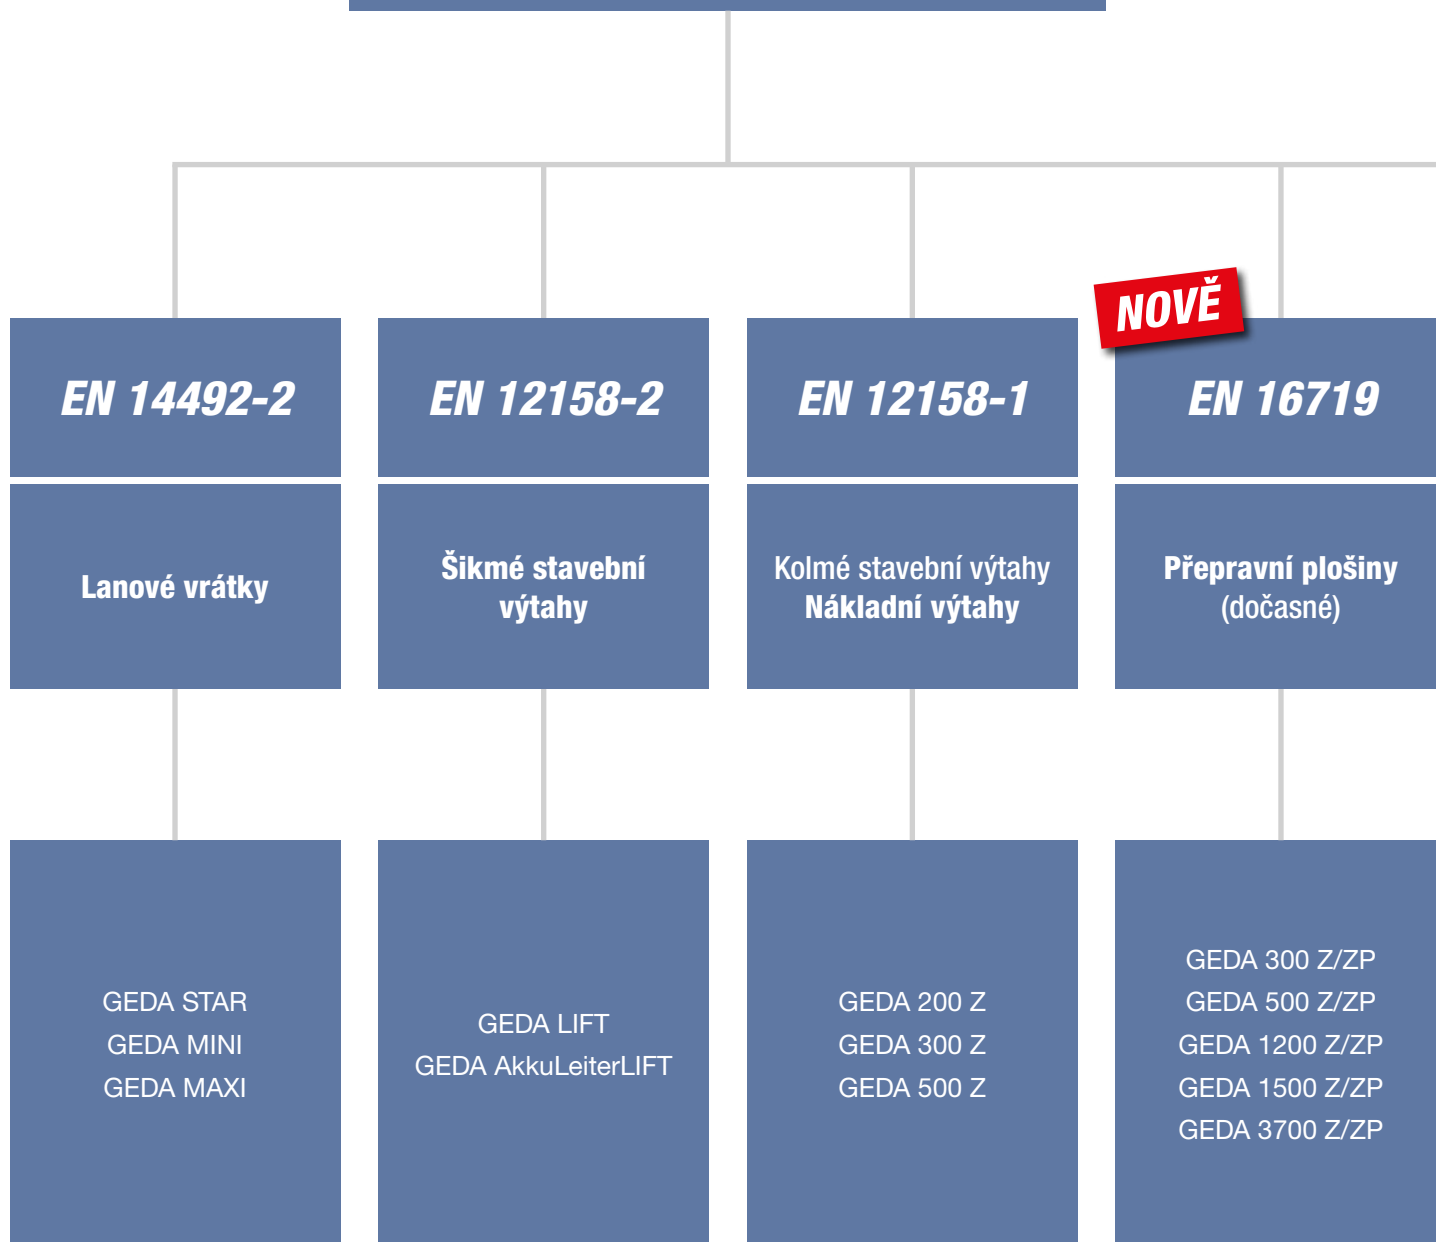 NOVĚ
EN 14492-2
EN 12158-2
EN 12158-1
EN 16719
Lanové vrátky
Šikmé stavební
výtahy
Kolmé stavební výtahy
Nákladní výtahy
Přepravní plošiny
(dočasné)
GEDA STAR
GEDA MINI
GEDA MAXI
GEDA LIFT
GEDA AkkuLeiterLIFT
GEDA 200 Z
GEDA 300 Z
GEDA 500 Z
GEDA 300 Z/ZP
GEDA 500 Z/ZP
GEDA 1200 Z/ZP
GEDA 1500 Z/ZP
GEDA 3700 Z/ZP